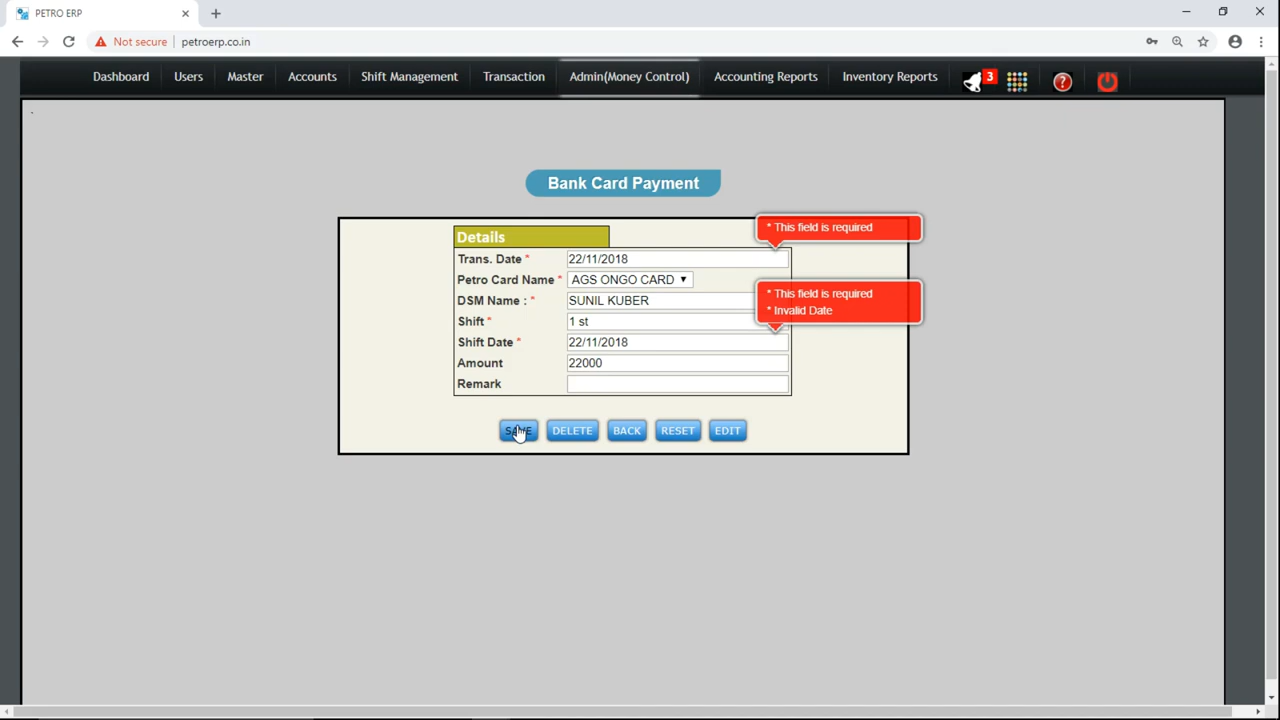 PETRO ERP
Not secure petroerp.co.in
Dashboard Users Master Accounts Shift Management Transaction Admin(Money Control) Accounting Reports Inventory Reports 3 ?
Bank Card Payment
* This field is required
Details
Trans. Date * 22/11/2018
Petro Card Name * AGS ONGO CARD
* This field is required
DSM Name : * SUNIL KUBER
* Invalid Date
Shift * 1 st
Shift Date * 22/11/2018
Amount 22000
Remark
SAVE DELETE BACK RESET EDIT